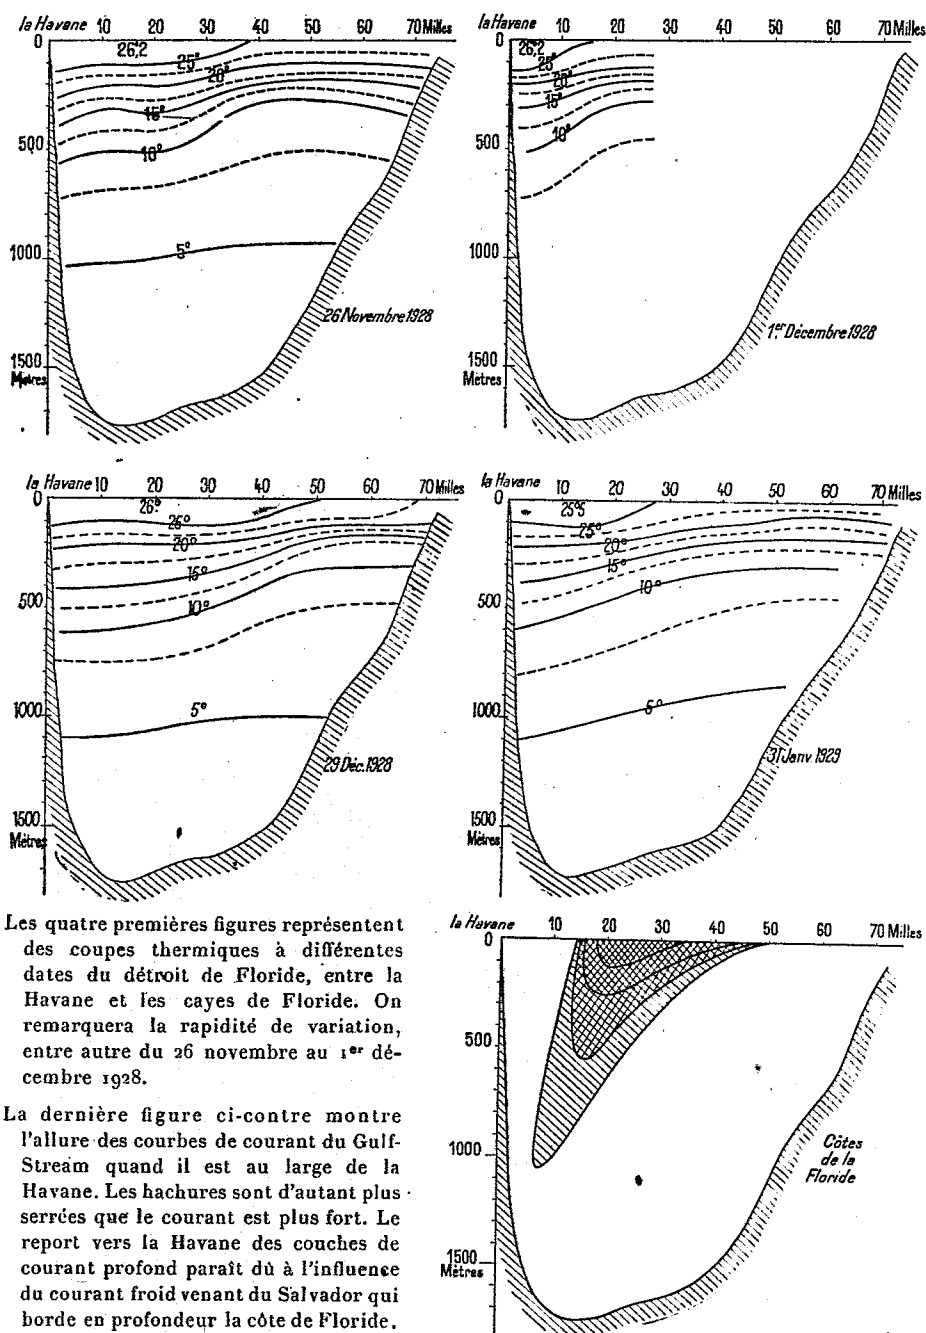 la Havane 10 20 30 40 50 60 70 Milles
0
26°2
25°
20°
15°
10°
500
5°
1000
26 Novembre 1928
1500
Mètres
la Havane 10 20 30 40 50 60 70 Milles
0
26°2
25°
20°
15°
10°
500
1000
1er Décembre 1928
1500
Mètres
la Havane 10 20 30 40 50 60 70 Milles
0
26°
25°
20°
15°
10°
500
5°
1000
29 Déc. 1928
1500
Mètres
la Havane 10 20 30 40 50 60 70 Milles
0
25°5
25°
20°
15°
10°
500
5°
1000
31 Janv. 1929
1500
Mètres
Les quatre premières figures représentent
des coupes thermiques à différentes
dates du détroit de Floride, entre la
Havane et les cayes de Floride. On
remarquera la rapidité de variation,
entre autre du 26 novembre au 1er dé-
cembre 1928.
La dernière figure ci-contre montre
l'allure des courbes de courant du Gulf-
Stream quand il est au large de la
Havane. Les hachures sont d'autant plus
serrées que le courant est plus fort. Le
report vers la Havane des couches de
courant profond paraît dû à l'influence
du courant froid venant du Salvador qui
borde en profondeur la côte de Floride.
la Havane 10 20 30 40 50 60 70 Milles
0
500
1000
Côtes
de la
Floride
1500
Mètres